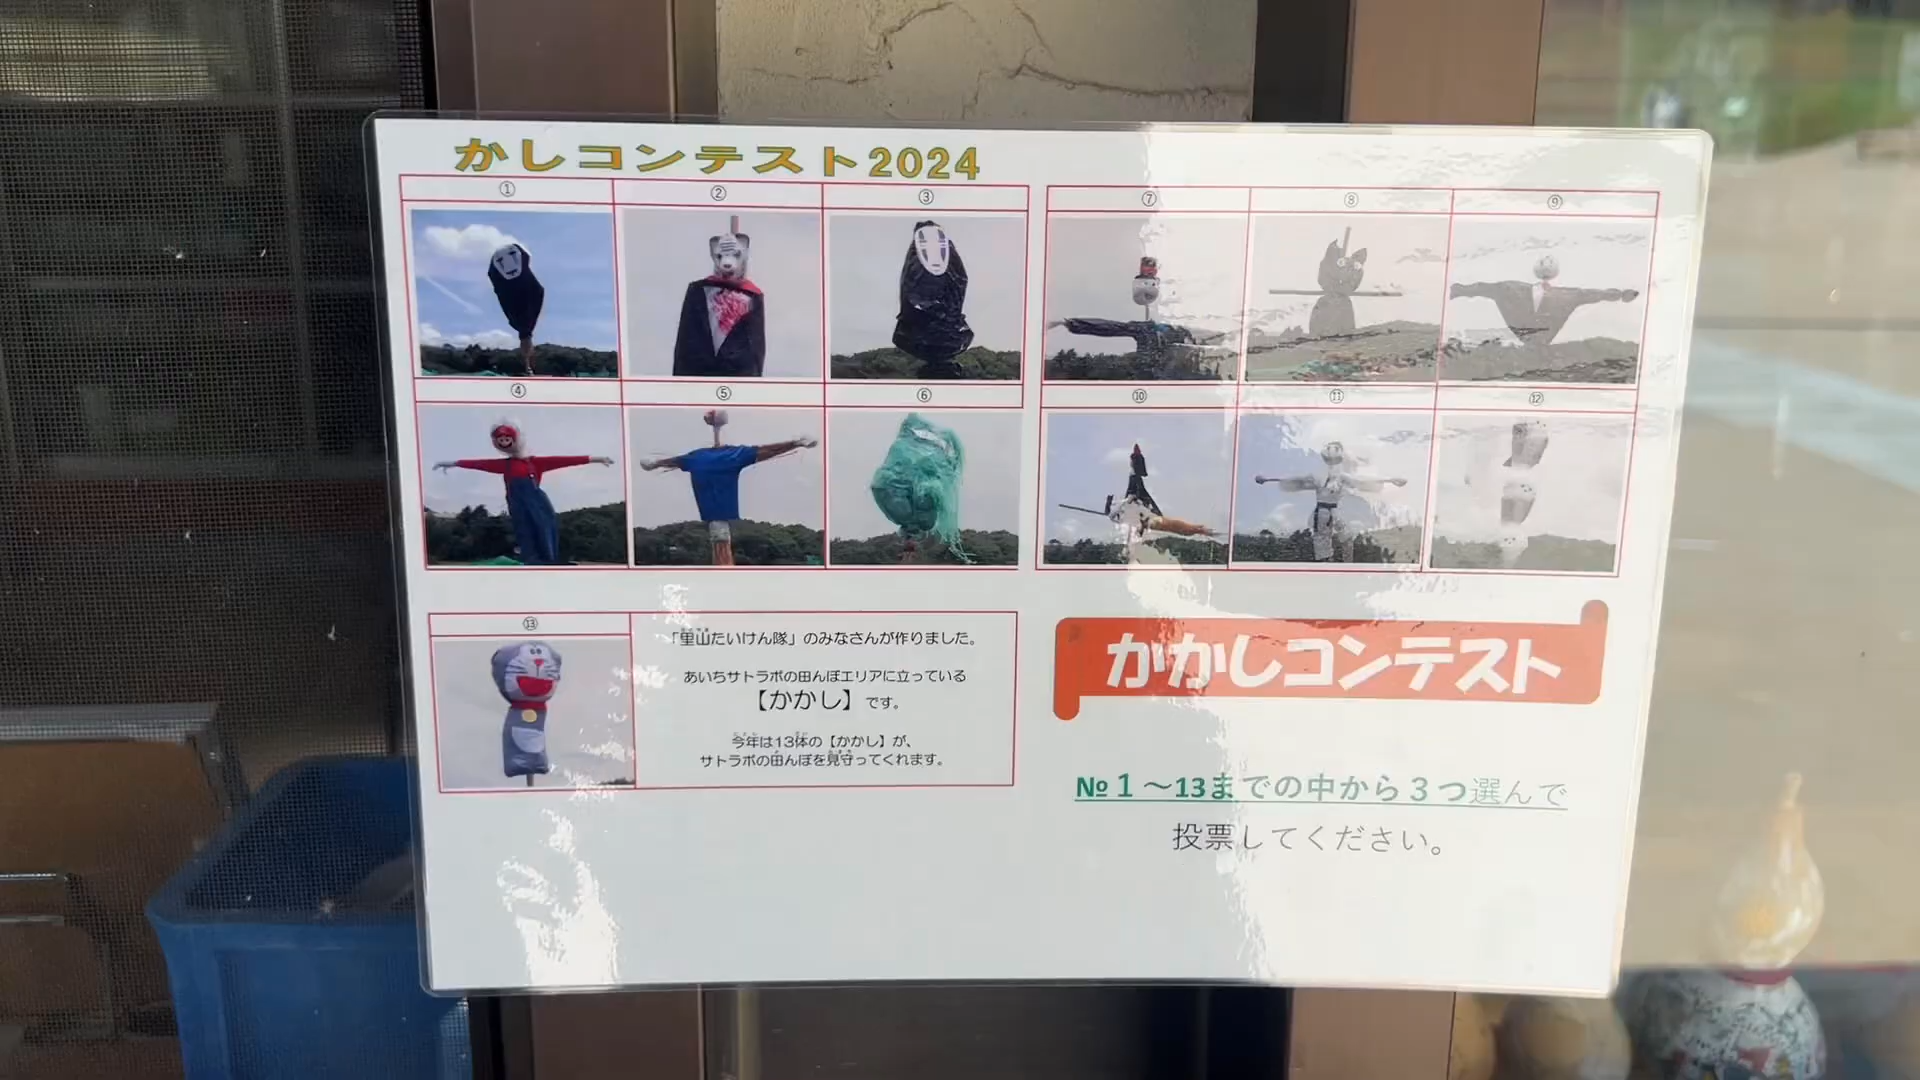 かしコンテスト2024
① ② ③
④ ⑤ ⑥
⑦ ⑧ ⑨
⑩ ⑪ ⑫
⑬
「里山たいけん隊」のみなさんが作りました。
あいちサトラボの田んぼエリアに立っている
【かかし】です。
今年は13体の【かかし】が、
サトラボの田んぼを見守ってくれます。
かかしコンテスト
№１～13までの中から３つ選んで
投票してください。